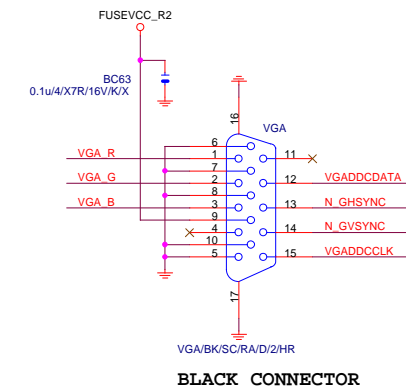 FUSEVCC_R2
BC63
0.1u/4/X7R/16V/K/X
16
VGA
6
VGA_R 1 11
7
VGA_G 2 12 VGADDCDATA
8
VGA_B 3 13 N_GHSYNC
9
4 14 N_GVSYNC
10
5 15 VGADDCCLK
17
VGA/BK/SC/RA/D/2/HR
BLACK CONNECTOR